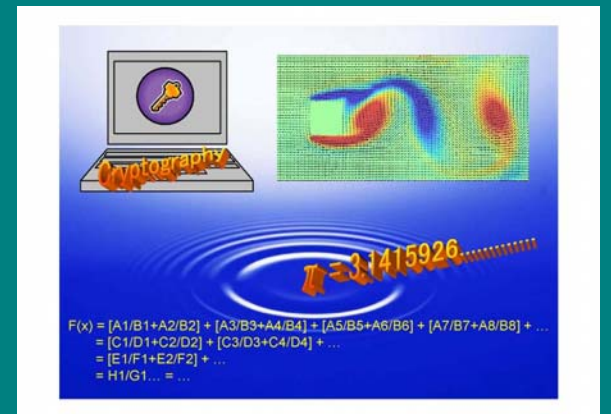 Cryptography
π = 3.1415926.............
F(x) = [A1/B1+A2/B2] + [A3/B3+A4/B4] + [A5/B5+A6/B6] + [A7/B7+A8/B8] + …
= [C1/D1+C2/D2] + [C3/D3+C4/D4] + …
= [E1/F1+E2/F2] + …
= H1/G1… = …